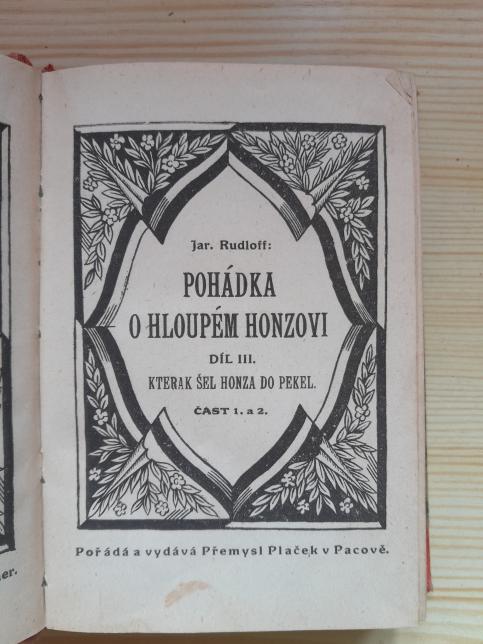 Jar. Rudloff:
POHÁDKA
O HLOUPÉM HONZOVI
DÍL III.
KTERAK ŠEL HONZA DO PEKEL.
ČÁST 1. a 2.
Pořádá a vydává Přemysl Plaček v Pacově.
er.